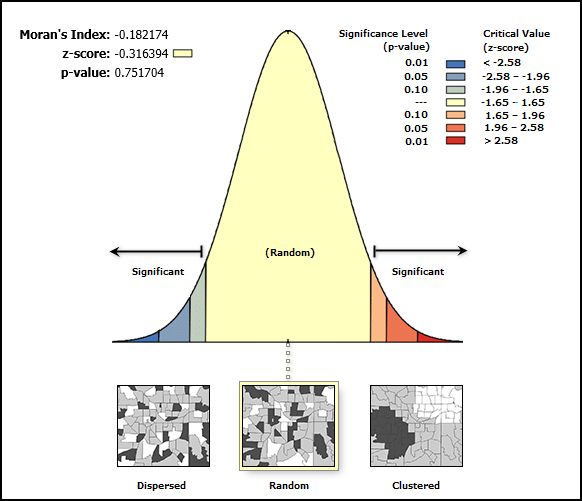 Moran's Index: -0.182174
z-score: -0.316394
p-value: 0.751704
Significance Level
(p-value)
Critical Value
(z-score)
0.01 < -2.58
0.05 -2.58 – -1.96
0.10 -1.96 – -1.65
--- -1.65 – 1.65
0.10 1.65 – 1.96
0.05 1.96 – 2.58
0.01 > 2.58
(Random)
Significant
Significant
Dispersed
Random
Clustered